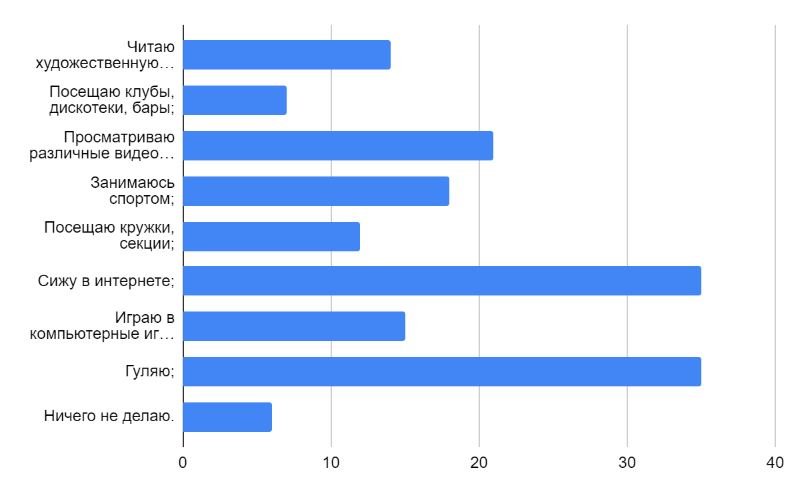 Читаю
художественную…
Посещаю клубы,
дискотеки, бары;
Просматриваю
различные видео…
Занимаюсь
спортом;
Посещаю кружки,
секции;
Сижу в интернете;
Играю в
компьютерные иг…
Гуляю;
Ничего не делаю.
0 10 20 30 40